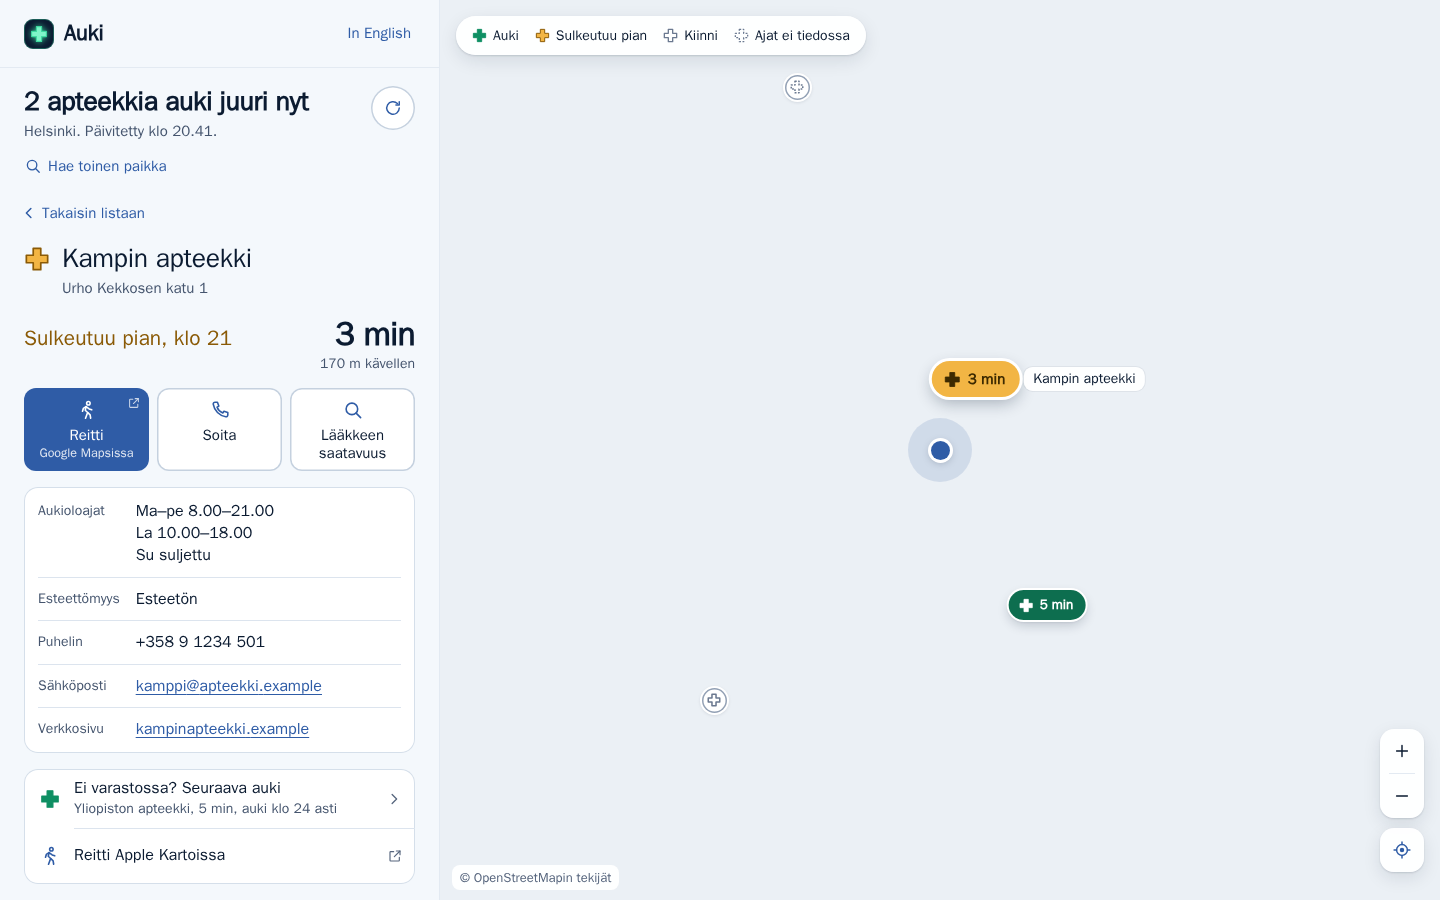 Auki
In English
2 apteekkia auki juuri nyt
Helsinki. Päivitetty klo 20.41.
Hae toinen paikka
Takaisin listaan
Kampin apteekki
Urho Kekkosen katu 1
Sulkeutuu pian, klo 21
3 min
170 m kävellen
Reitti
Google Mapsissa
Soita
Lääkkeen
saatavuus
Aukioloajat
Ma–pe 8.00–21.00
La 10.00–18.00
Su suljettu
Esteettömyys
Esteetön
Puhelin
+358 9 1234 501
Sähköposti
kamppi@apteekki.example
Verkkosivu
kampinapteekki.example
Ei varastossa? Seuraava auki
Yliopiston apteekki, 5 min, auki klo 24 asti
Reitti Apple Kartoissa
Auki
Sulkeutuu pian
Kiinni
Ajat ei tiedossa
3 min
Kampin apteekki
5 min
© OpenStreetMapin tekijät